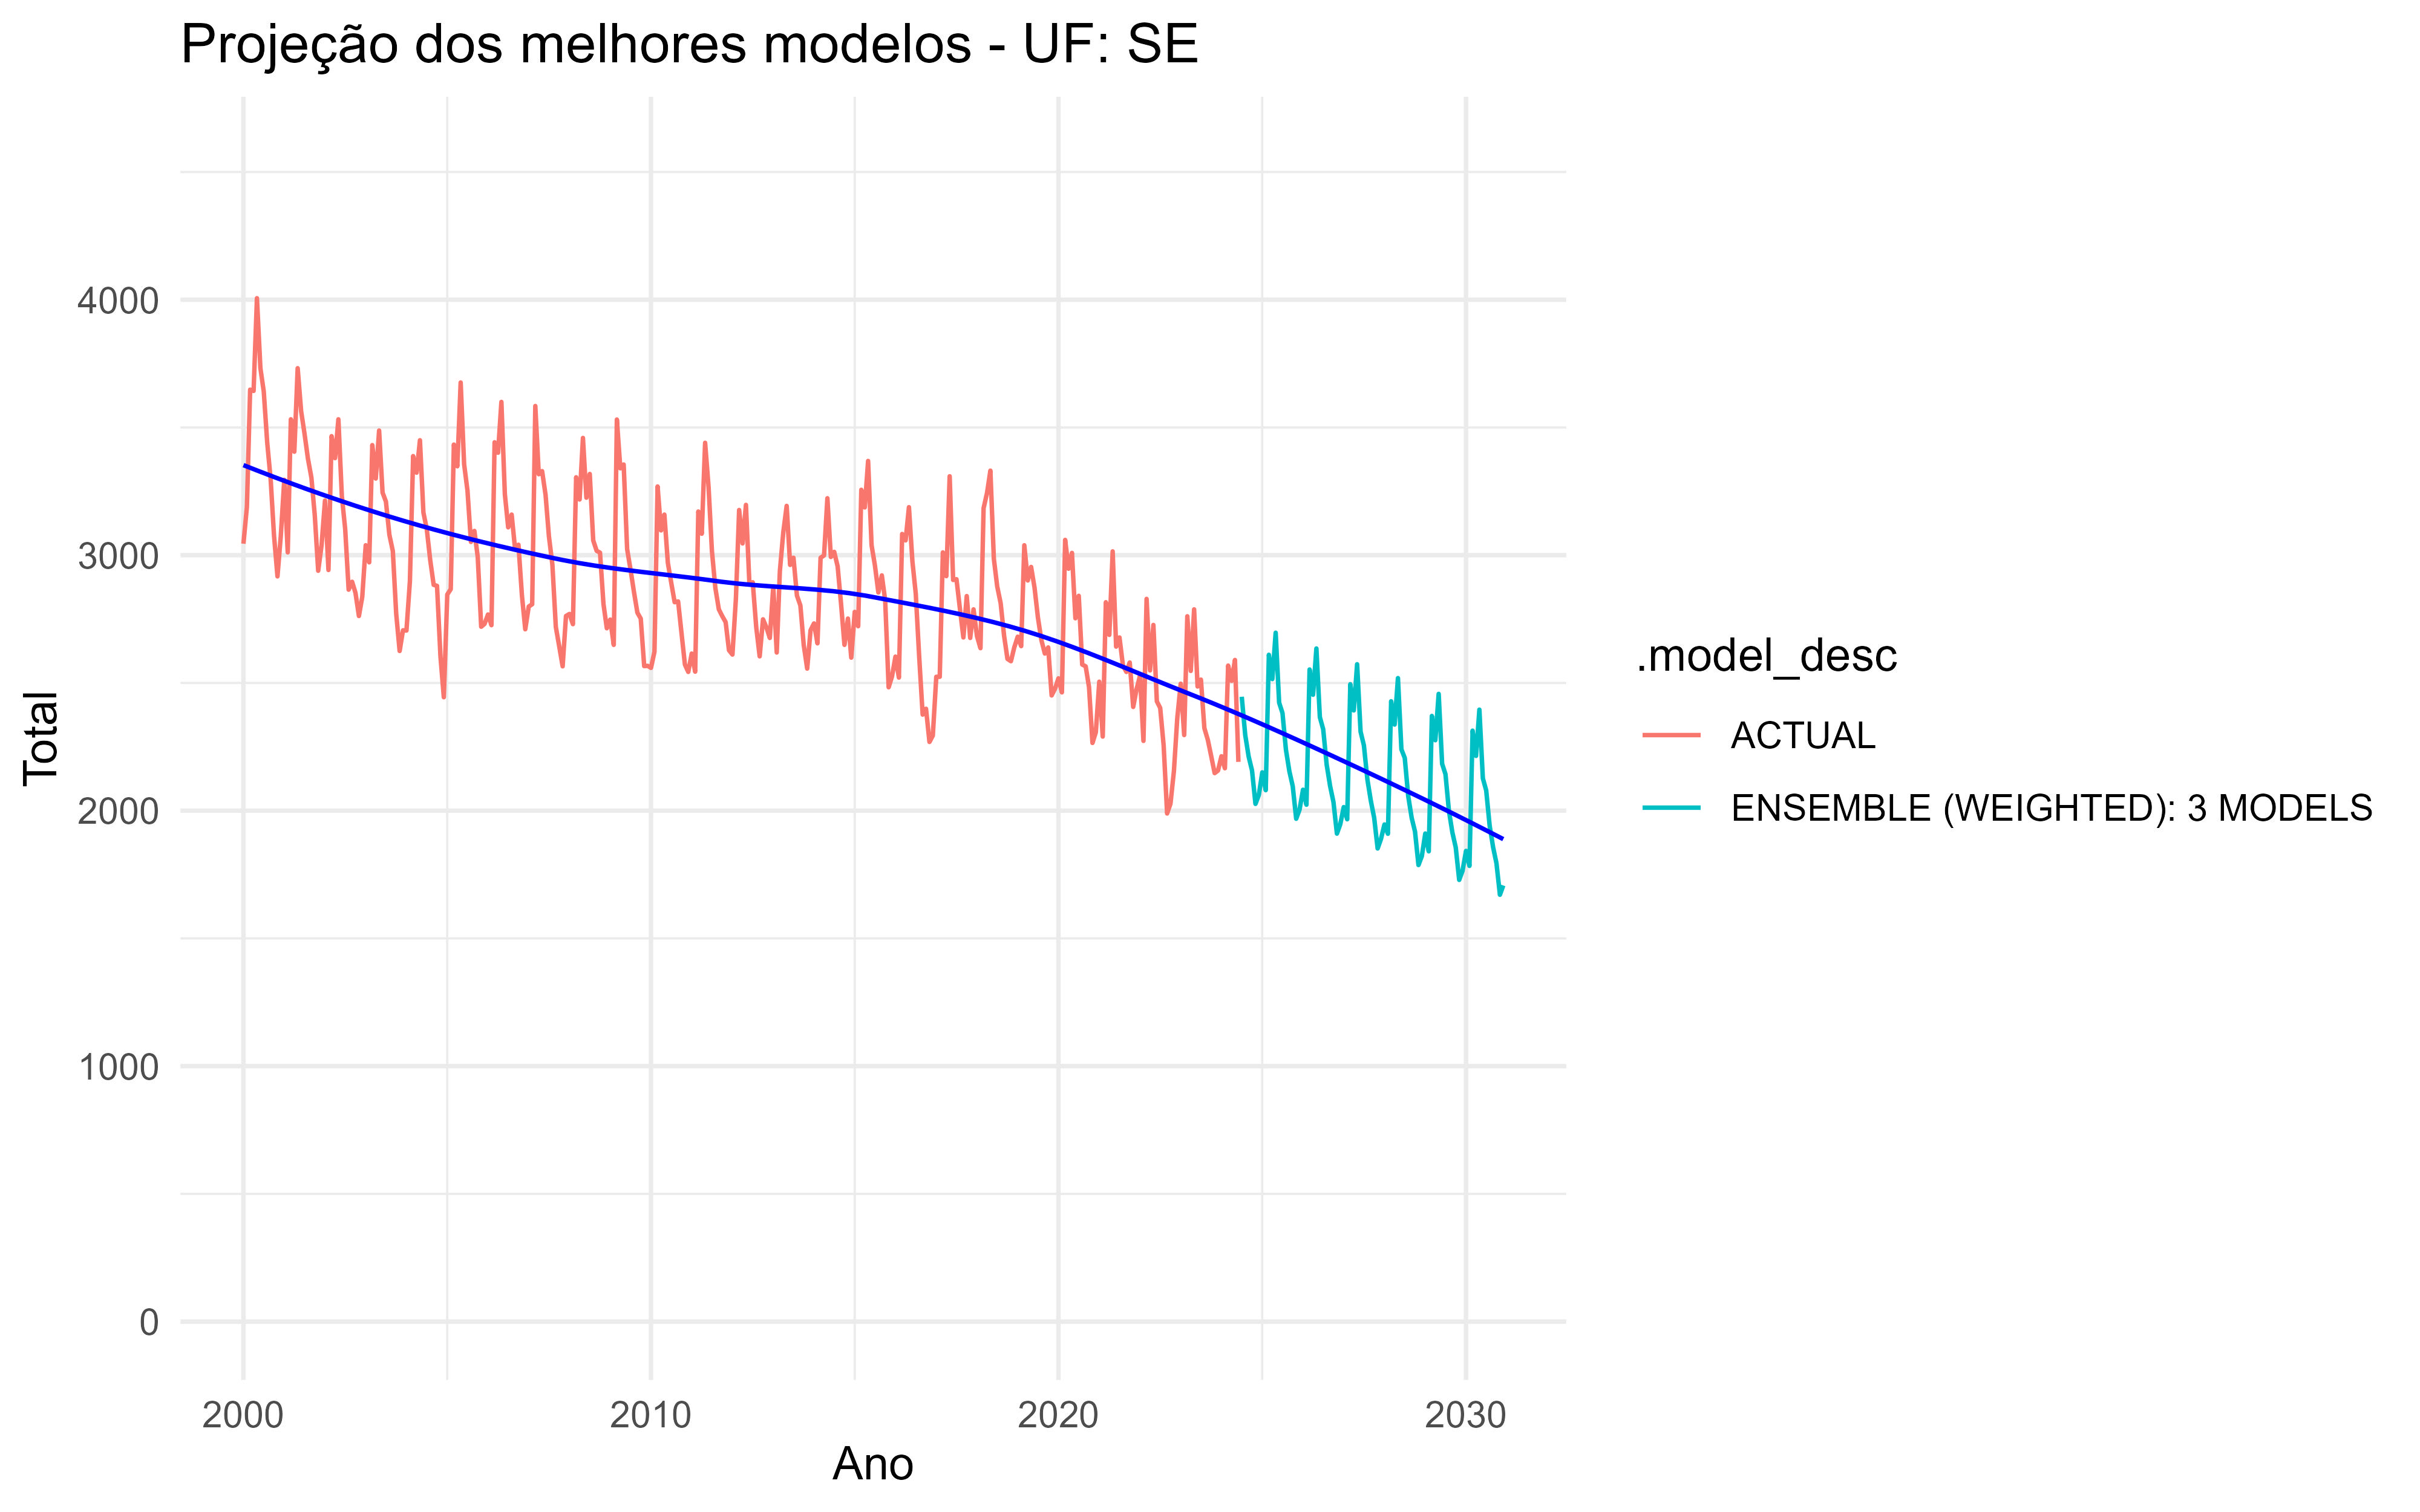 Projeção dos melhores modelos - UF: SE
4000
3000
2000
1000
0
Total
2000
2010
2020
2030
Ano
.model_desc
ACTUAL
ENSEMBLE (WEIGHTED): 3 MODELS